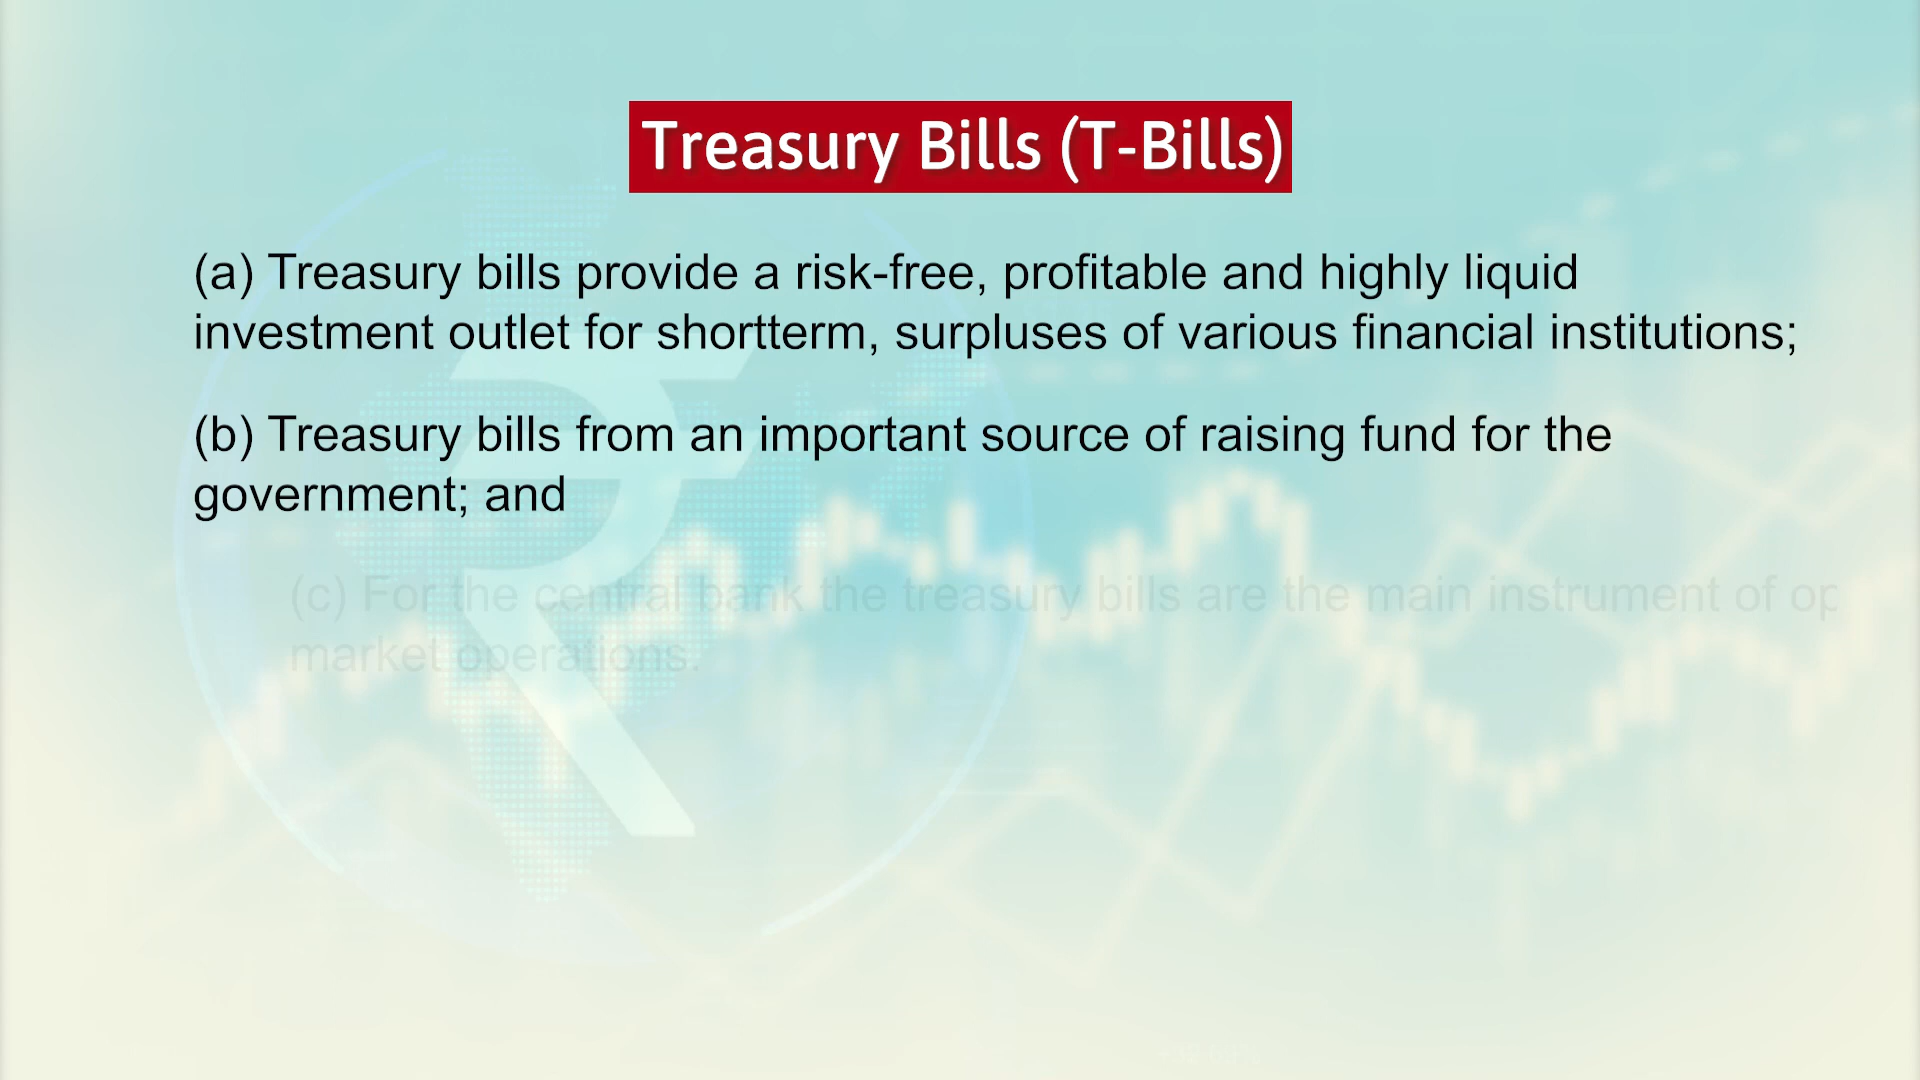 Treasury Bills (T-Bills)
(a) Treasury bills provide a risk-free, profitable and highly liquid
investment outlet for shortterm, surpluses of various financial institutions;
(b) Treasury bills from an important source of raising fund for the
government; and
(c) For the central bank the treasury bills are the main instrument of op
market operations.